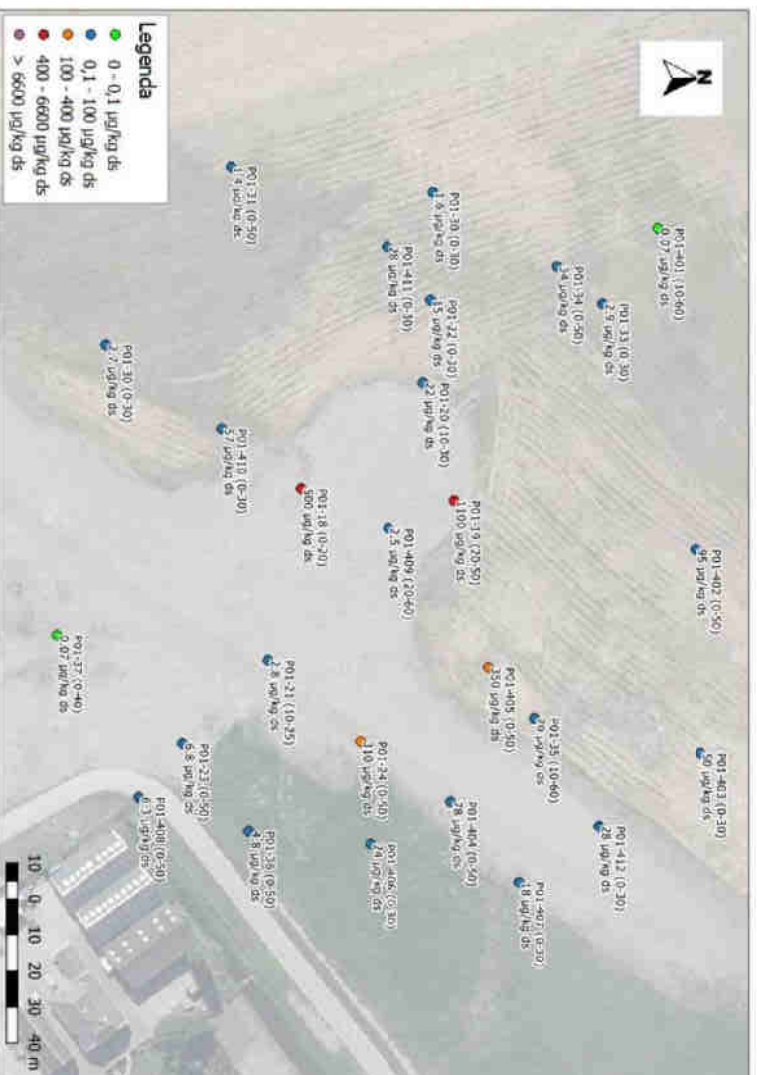 N
P01-402 (0-50)
95 µg/kg ds
P01-403 (0-30)
50 µg/kg ds
P01-401 (10-60)
0.07 µg/kg ds
P01-33 (0-30)
2.9 µg/kg ds
P01-412 (0-30)
28 µg/kg ds
P01-34 (0-50)
34 µg/kg ds
P01-35 (10-60)
µg/kg ds
P01-407 (0-30)
18 µg/kg ds
P01-405 (0-50)
350 µg/kg ds
P01-19 (20-50)
1100 µg/kg ds
P01-404 (0-50)
28 µg/kg ds
P01-30 (0-30)
1.6 µg/kg ds
P01-22 (0-20)
15 µg/kg ds
P01-20 (10-30)
22 µg/kg ds
P01-411 (0-30)
28 µg/kg ds
P01-409 (20-60)
2.5 µg/kg ds
P01-24 (0-50)
110 µg/kg ds
P01-406 (0-30)
24 µg/kg ds
P01-18 (0-20)
500 µg/kg ds
P01-21 (10-25)
2.8 µg/kg ds
P01-31 (0-50)
1.4 µg/kg ds
P01-410 (0-30)
57 µg/kg ds
P01-36 (0-50)
4.8 µg/kg ds
P01-23 (0-50)
6.8 µg/kg ds
P01-408 (0-50)
6.3 µg/kg ds
P01-30 (0-30)
2.7 µg/kg ds
P01-37 (0-40)
0.07 µg/kg ds
Legenda
0 - 0,1 µg/kg ds
0,1 - 100 µg/kg ds
100 - 400 µg/kg ds
400 - 6600 µg/kg ds
> 6600 µg/kg ds
10 0 10 20 30 40 m